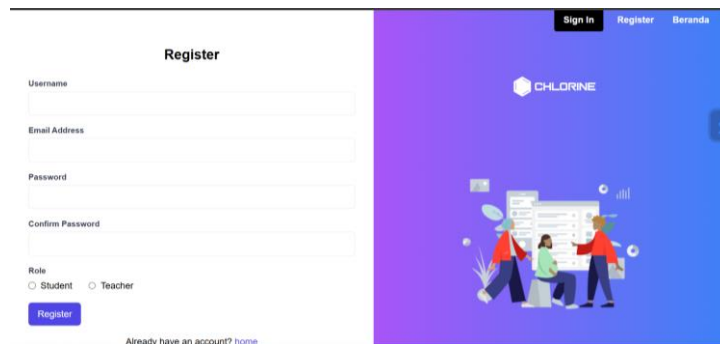 Sign In Register Beranda
Register
CHLORINE
Username
Email Address
Password
Confirm Password
Role
Student Teacher
Register
Already have an account? home